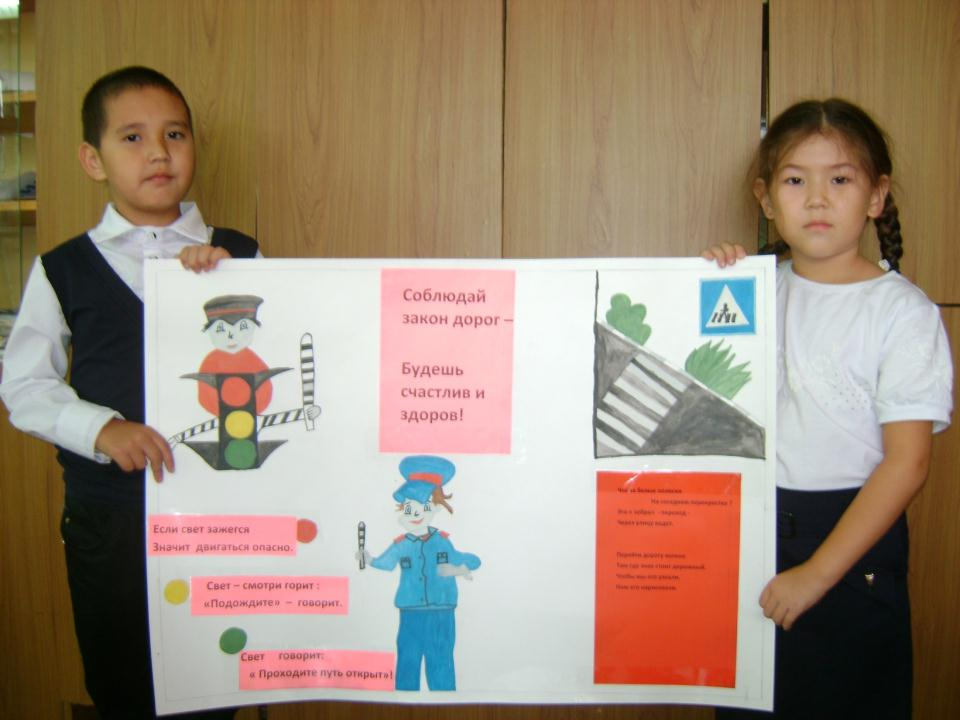 Соблюдай
закон дорог –
Будешь
счастлив и
здоров!
Если свет зажегся
Значит двигаться опасно.
Свет – смотри горит :
«Подождите» – говорит.
Свет говорит:
« Проходите путь открыт»!
Что за белые полоски
На соседнем перекрестке ?
Это ж зебра! - переход -
Через улицу ведет.
Перейти дорогу можно
Там где знак стоит дорожный.
Чтобы мы его узнали.
Нам его нарисовали.